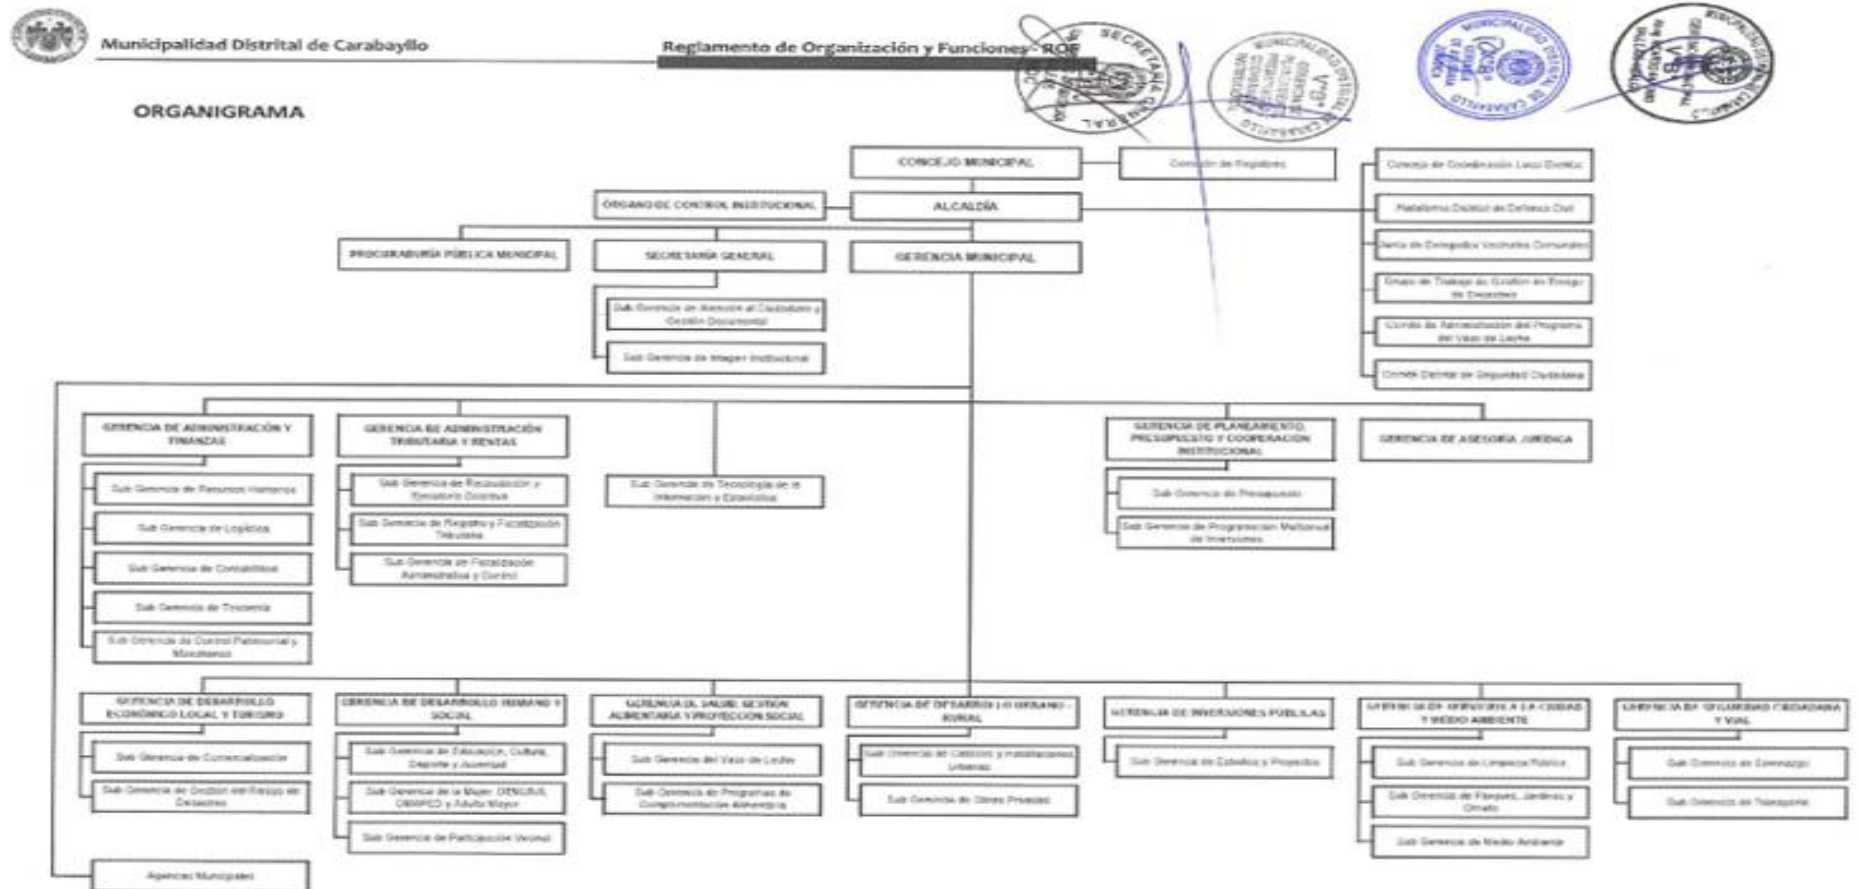 Municipalidad Distrital de Carabayllo
Reglamento de Organización y Funciones - ROF
SECRETARIA GENERAL
MUNICIPALIDAD DISTRITAL DE CARABAYLLO
VºBº
MUNICIPALIDAD DISTRITAL DE CARABAYLLO
VºBº
ORGANIGRAMA
CONCEJO MUNICIPAL
Comisión de Regidores
Concejo de Coordinación Local Distrital
ÓRGANO DE CONTROL INSTITUCIONAL
ALCALDÍA
Plataforma Distrital de Defensa Civil
PROCURADURÍA PÚBLICA MUNICIPAL
SECRETARÍA GENERAL
GERENCIA MUNICIPAL
Junta de Delegados Vecinales Comunales
Grupo de Trabajo de Gestión de Riesgo
de Desastres
Sub Gerencia de Atención al Ciudadano y
Gestión Documental
Comité de Administración del Programa
del Vaso de Leche
Sub Gerencia de Imagen Institucional
Comité Distrital de Seguridad Ciudadana
GERENCIA DE ADMINISTRACIÓN Y
FINANZAS
GERENCIA DE ADMINISTRACIÓN
TRIBUTARIA Y RENTAS
GERENCIA DE PLANEAMIENTO,
PRESUPUESTO Y COOPERACIÓN
INSTITUCIONAL
GERENCIA DE ASESORÍA JURÍDICA
Sub Gerencia de Recursos Humanos
Sub Gerencia de Recaudación y
Ejecutoria Coactiva
Sub Gerencia de Tecnología de la
Información y Estadística
Sub Gerencia de Presupuesto
Sub Gerencia de Logística
Sub Gerencia de Registro y Fiscalización
Tributaria
Sub Gerencia de Programación Multianual
de Inversiones
Sub Gerencia de Contabilidad
Sub Gerencia de Fiscalización
Administrativa y Control
Sub Gerencia de Tesorería
Sub Gerencia de Control Patrimonial y
Maestranza
GERENCIA DE DESARROLLO
ECONÓMICO LOCAL Y TURISMO
GERENCIA DE DESARROLLO HUMANO Y
SOCIAL
GERENCIA DE SALUD, GESTIÓN
ALIMENTARIA Y PROTECCIÓN SOCIAL
GERENCIA DE DESARROLLO URBANO -
RURAL
GERENCIA DE INVERSIONES PÚBLICAS
GERENCIA DE SERVICIOS A LA CIUDAD
Y MEDIO AMBIENTE
GERENCIA DE SEGURIDAD CIUDADANA
Y VIAL
Sub Gerencia de Comercialización
Sub Gerencia de Educación, Cultura,
Deporte y Juventud
Sub Gerencia del Vaso de Leche
Sub Gerencia de Catastro y Habilitaciones
Urbanas
Sub Gerencia de Estudios y Proyectos
Sub Gerencia de Limpieza Pública
Sub Gerencia de Serenazgo
Sub Gerencia de Gestión del Riesgo de
Desastres
Sub Gerencia de la Mujer, DEMUNA,
OMAPED y Adulto Mayor
Sub Gerencia de Programas de
Complementación Alimentaria
Sub Gerencia de Obras Privadas
Sub Gerencia de Parques, Jardines y
Ornato
Sub Gerencia de Transporte
Sub Gerencia de Participación Vecinal
Sub Gerencia de Medio Ambiente
Agencias Municipales